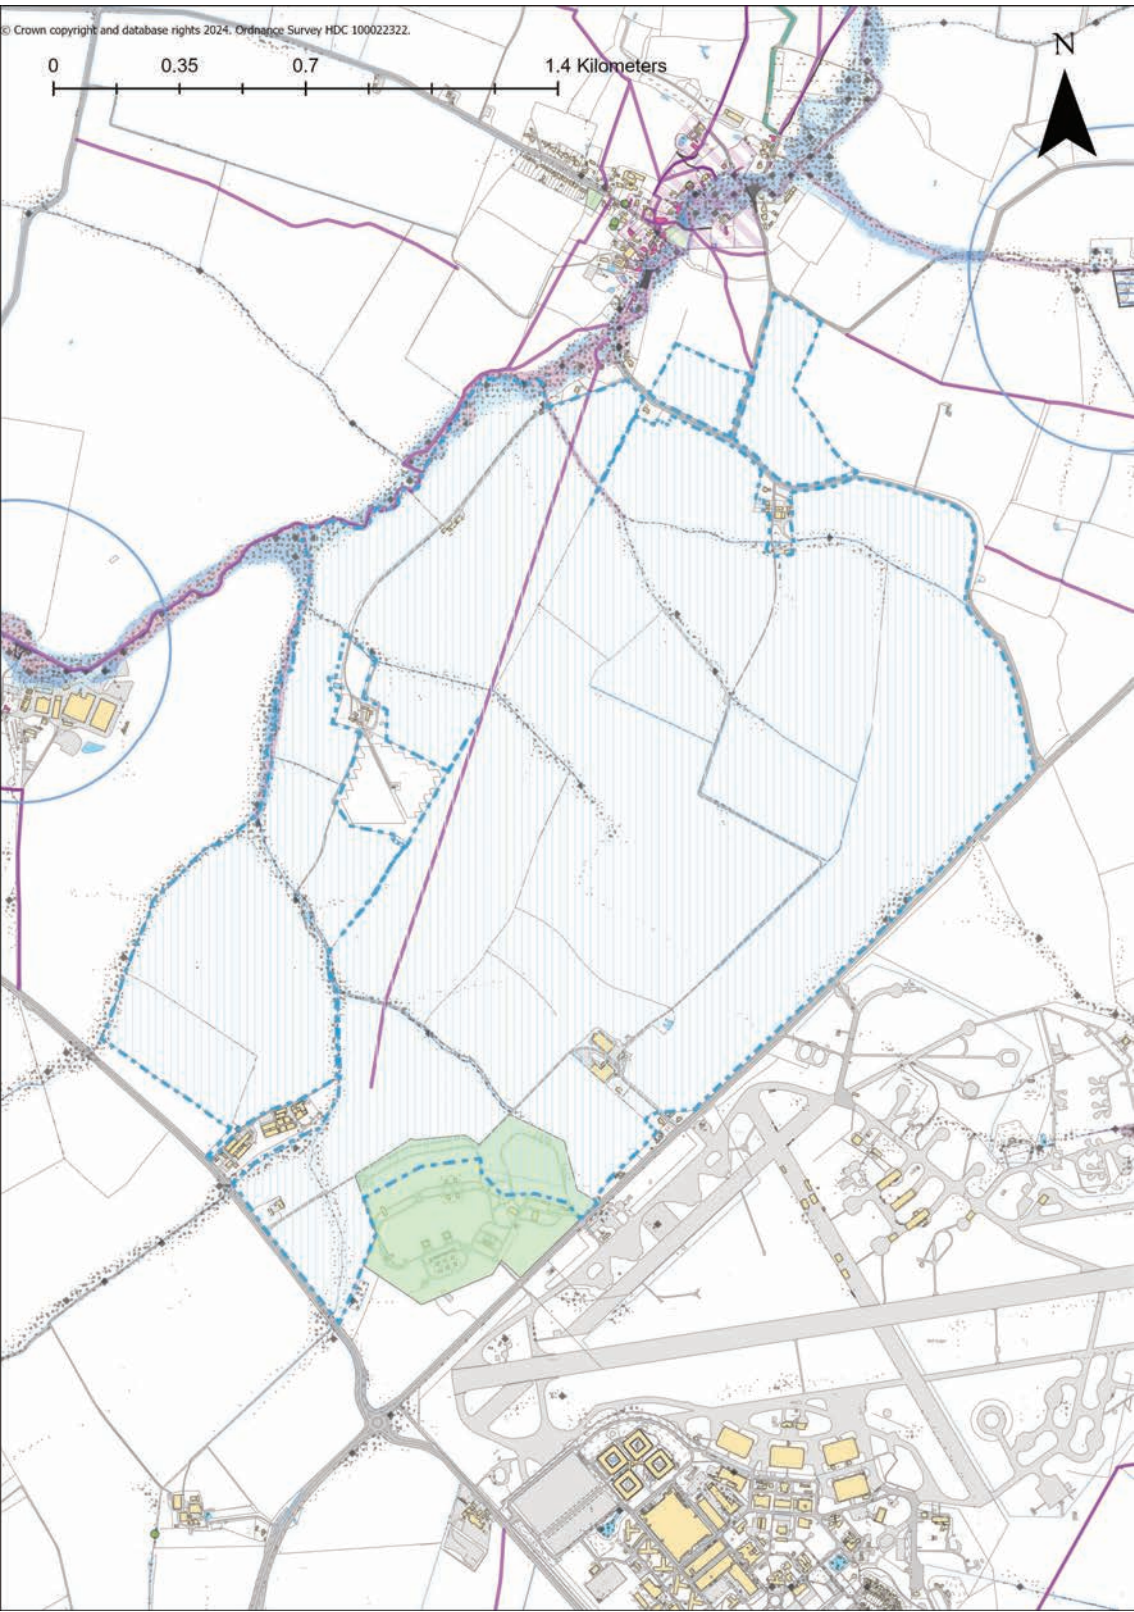 © Crown copyright and database rights 2024. Ordnance Survey HDC 100022322.
N
0 0.35 0.7 1.4 Kilometers